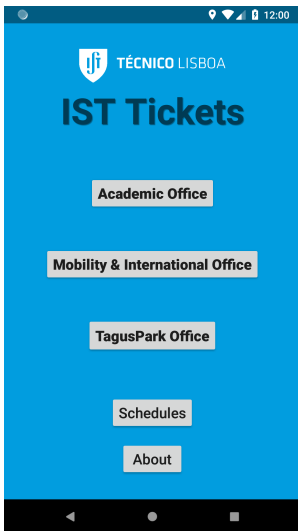 12:00
TÉCNICO LISBOA
IST Tickets
Academic Office
Mobility & International Office
TagusPark Office
Schedules
About